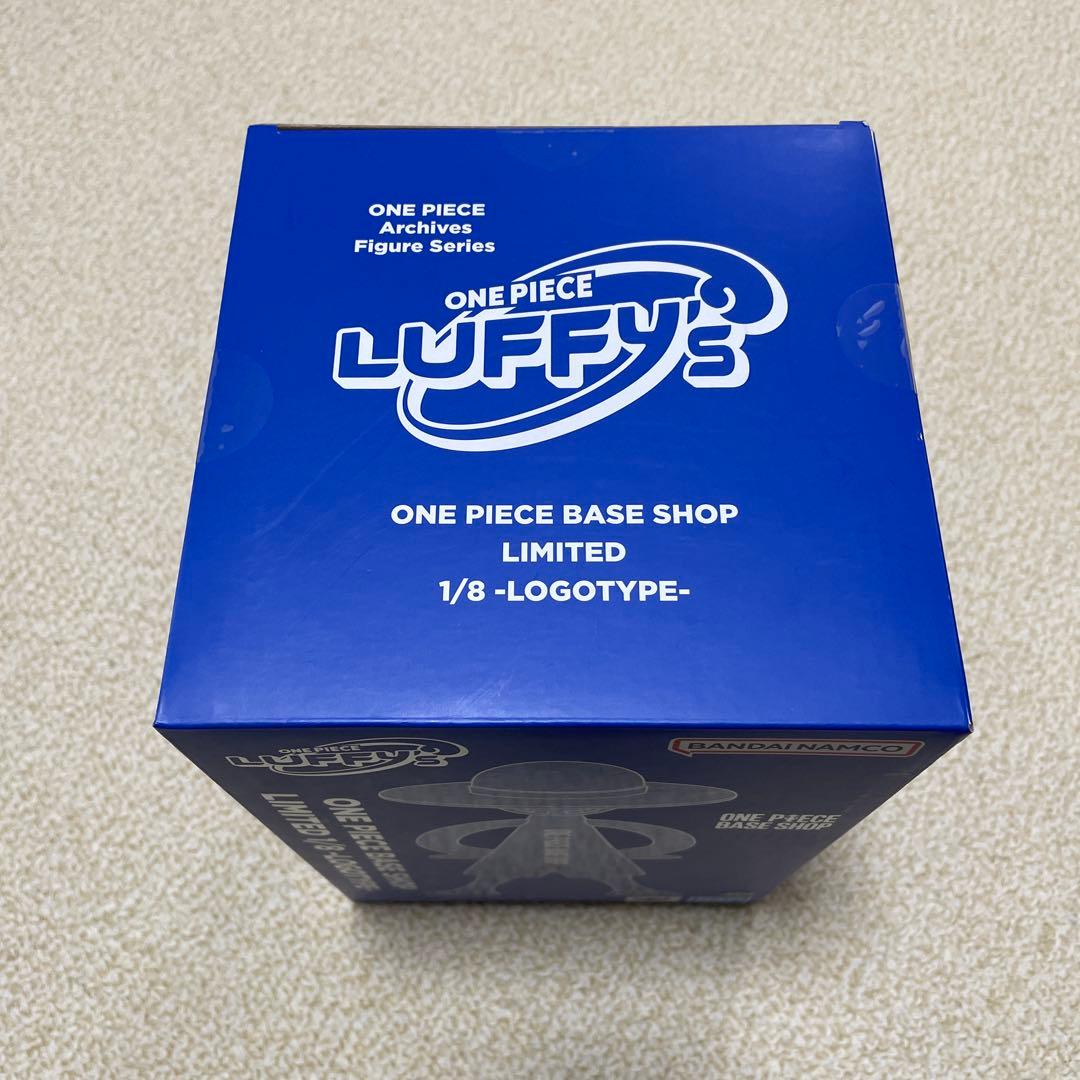 ONE PIECE
Archives
Figure Series
ONE PIECE
LUFFY'S
ONE PIECE BASE SHOP
LIMITED
1/8 -LOGOTYPE-
ONE PIECE
LUFFY'S
BANDAI NAMCO
ONE PIECE
BASE SHOP
ONE PIECE BASE SHOP
LIMITED 1/8 -LOGOTYPE-